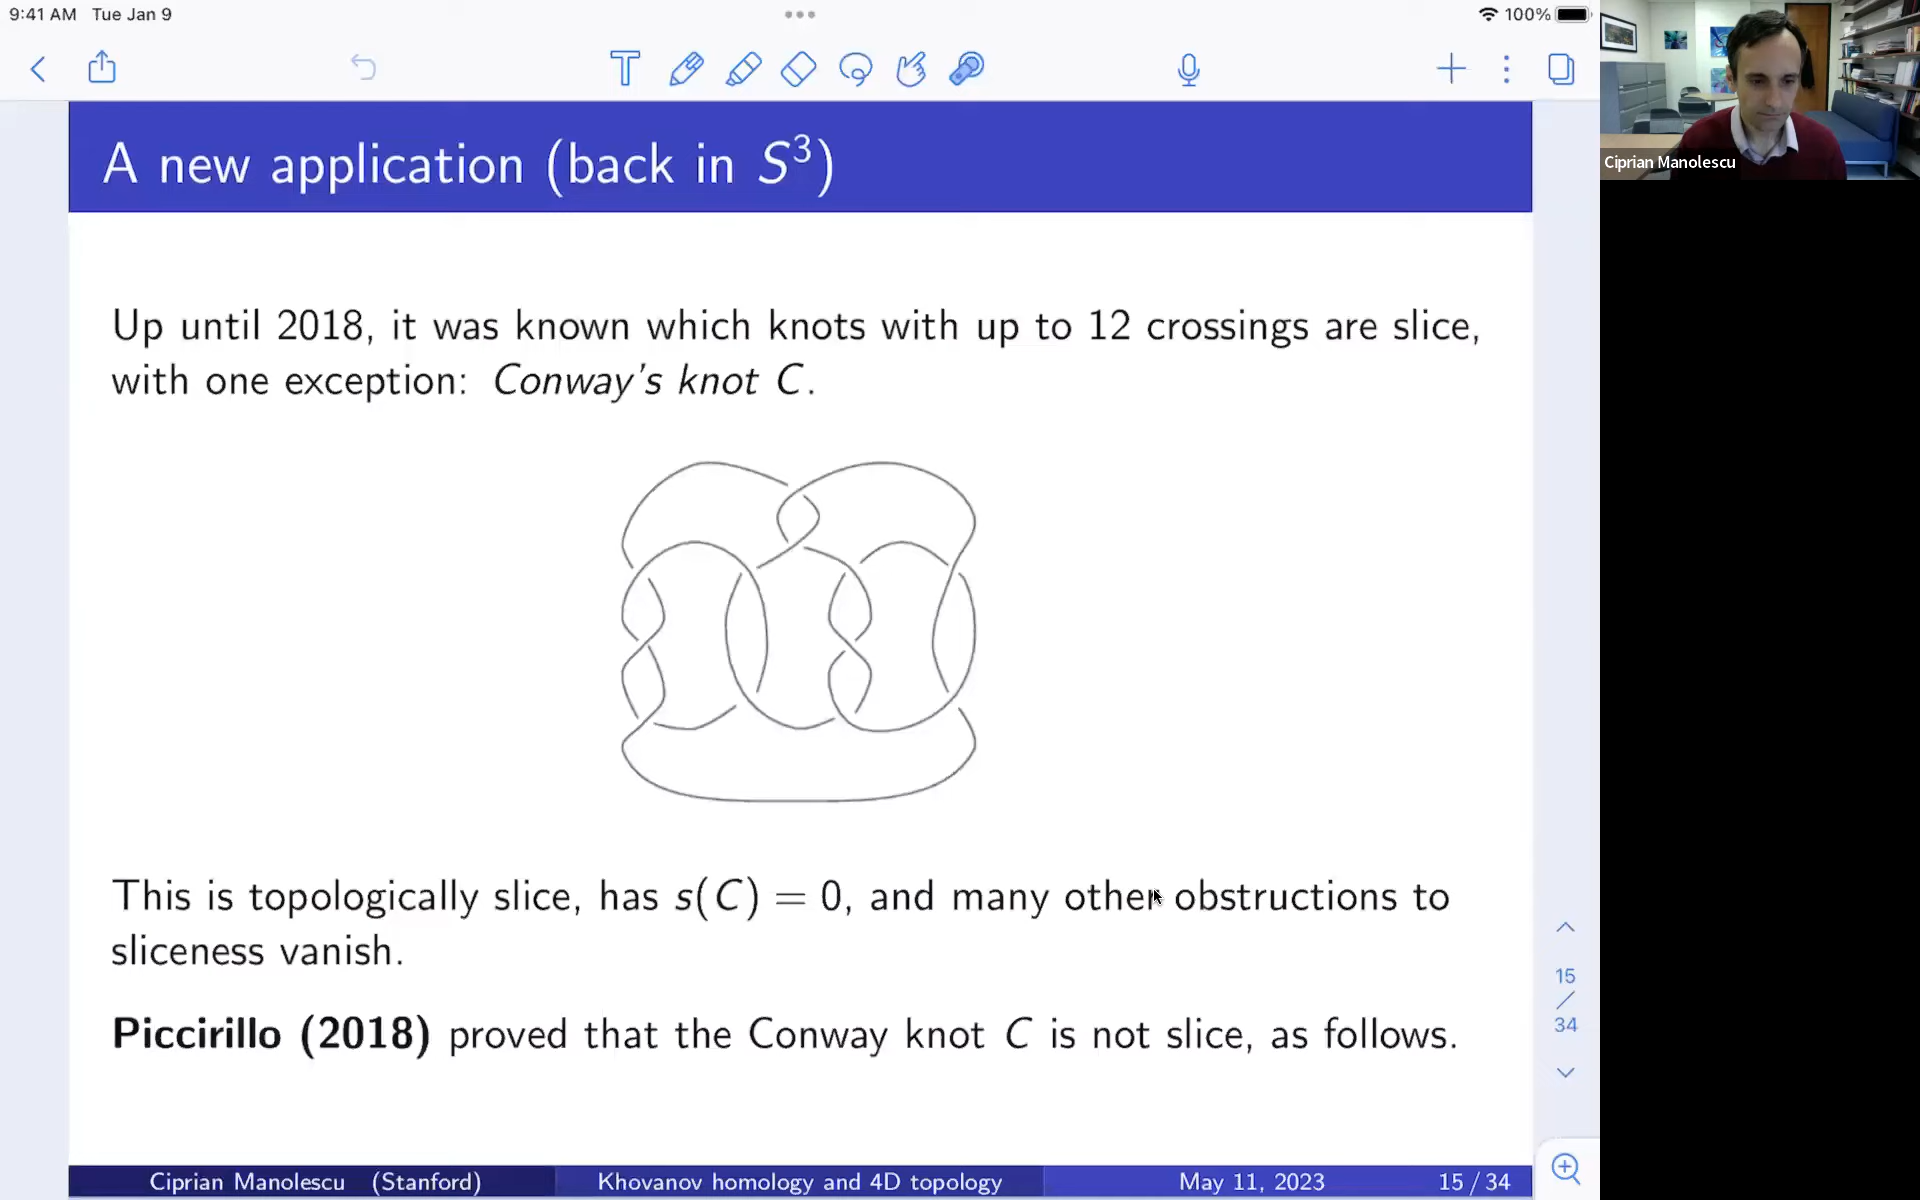 9:41 AM Tue Jan 9
100%
A new application (back in S³)
Up until 2018, it was known which knots with up to 12 crossings are slice,
with one exception: Conway's knot C.
This is topologically slice, has s(C) = 0, and many other obstructions to
sliceness vanish.
Piccirillo (2018) proved that the Conway knot C is not slice, as follows.
15
/
34
Ciprian Manolescu (Stanford) Khovanov homology and 4D topology May 11, 2023 15 / 34
Ciprian Manolescu